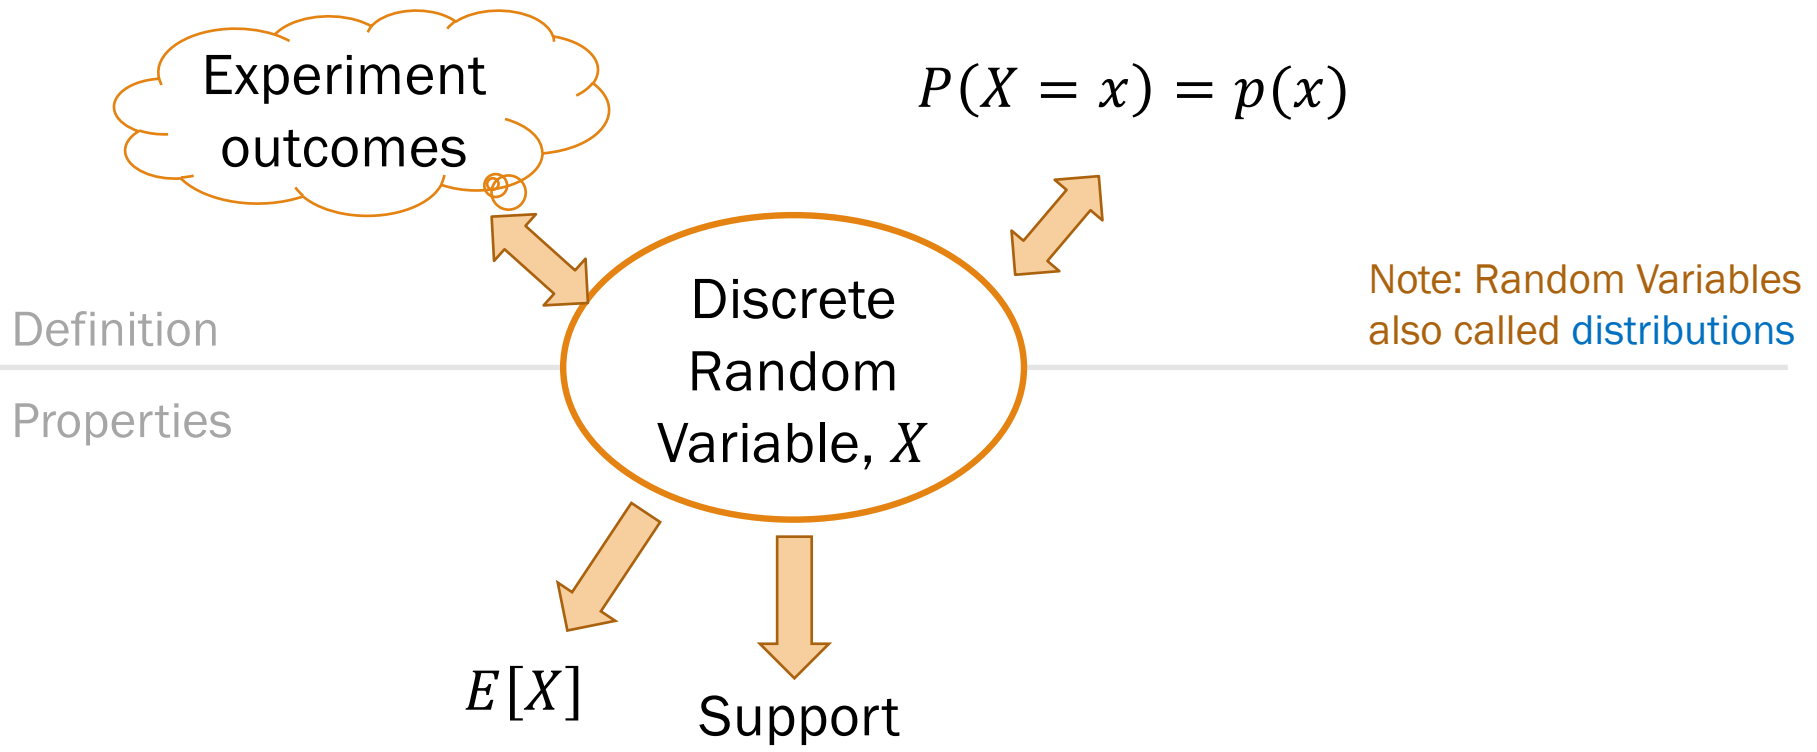 Experiment
outcomes
P(X = x) = p(x)
Discrete
Random
Variable, X
Note: Random Variables
also called distributions
Definition
Properties
E[X]
Support